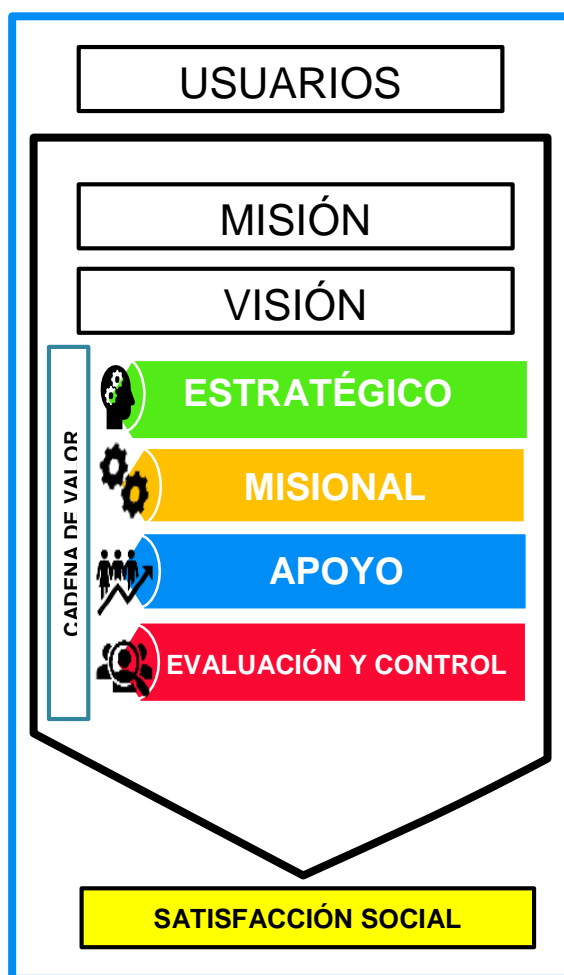 USUARIOS
MISIÓN
VISIÓN
CADENA DE VALOR
ESTRATÉGICO
MISIONAL
APOYO
EVALUACIÓN Y CONTROL
SATISFACCIÓN SOCIAL